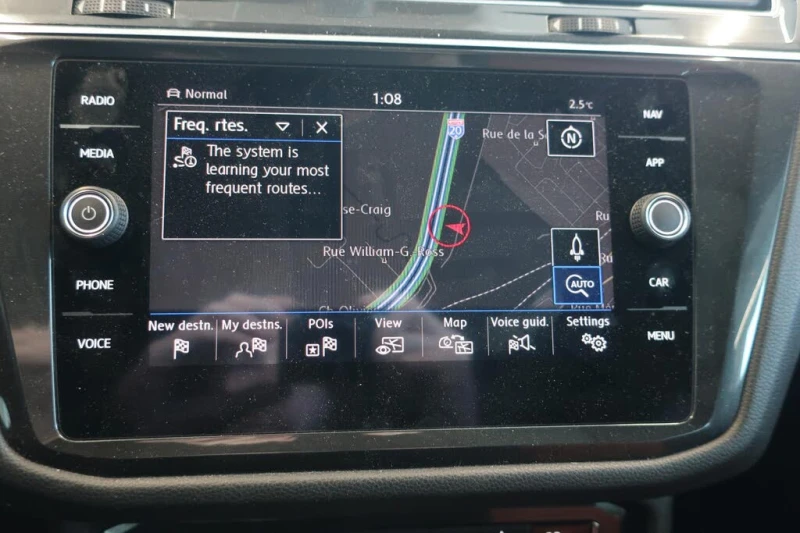 Normal
1:08
2.5°C
RADIO
MEDIA
PHONE
VOICE
NAV
APP
CAR
MENU
Freq. rtes.
The system is
learning your most
frequent routes...
20
Rue de la S
N
se-Craig
Ru
Rue William-G.-Ross
AUTO
New destn.
My destns.
POIs
View
Map
Voice guid.
Settings